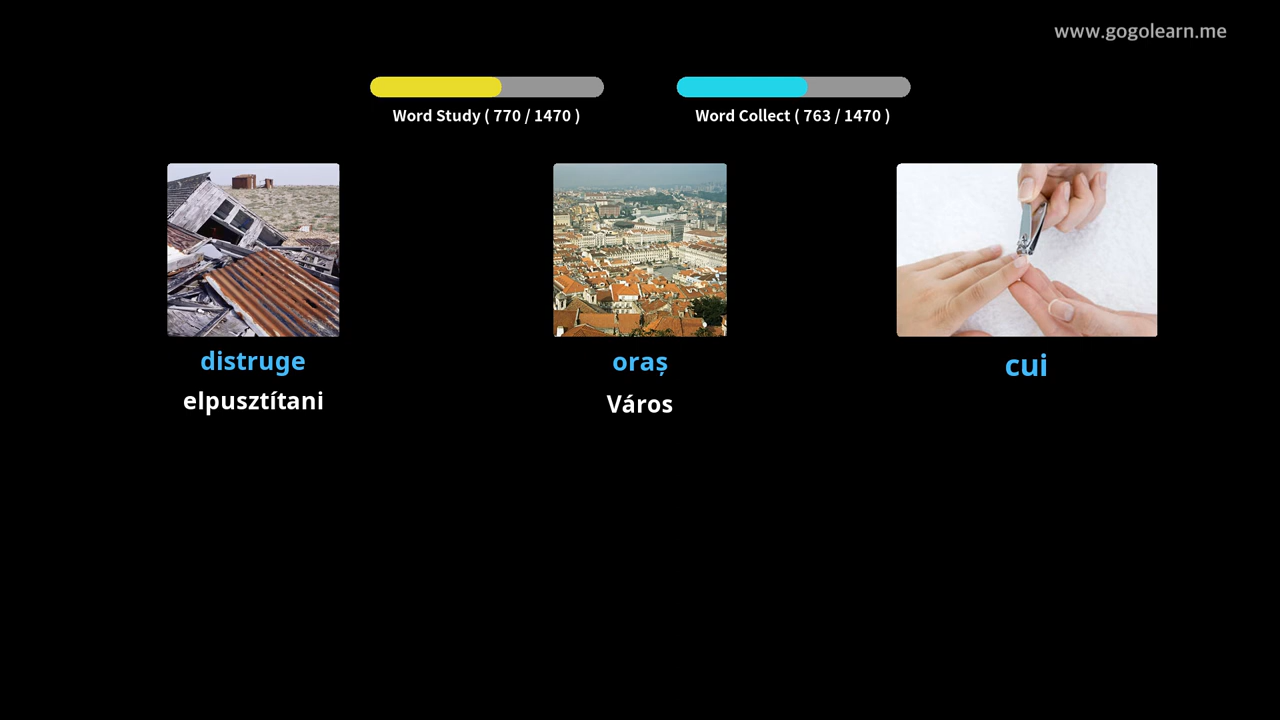 www.gogolearn.me
Word Study ( 770 / 1470 )
Word Collect ( 763 / 1470 )
distruge
oraș
cui
elpusztítani
Város